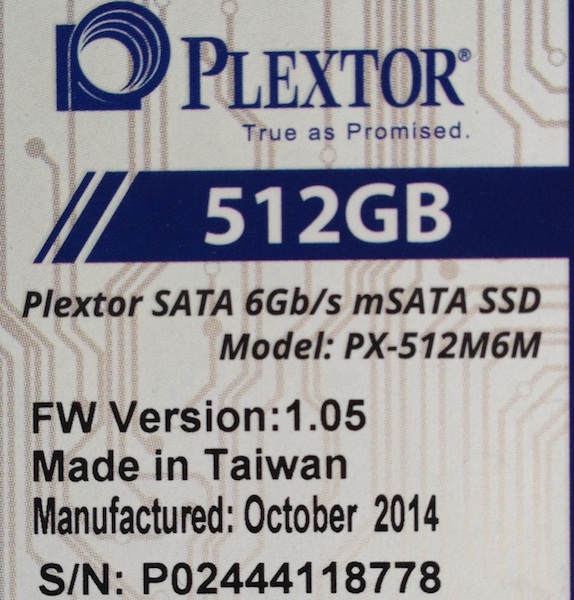 PLEXTOR®
True as Promised.
512GB
Plextor SATA 6Gb/s mSATA SSD
Model: PX-512M6M
FW Version:1.05
Made in Taiwan
Manufactured: October 2014
S/N: P02444118778